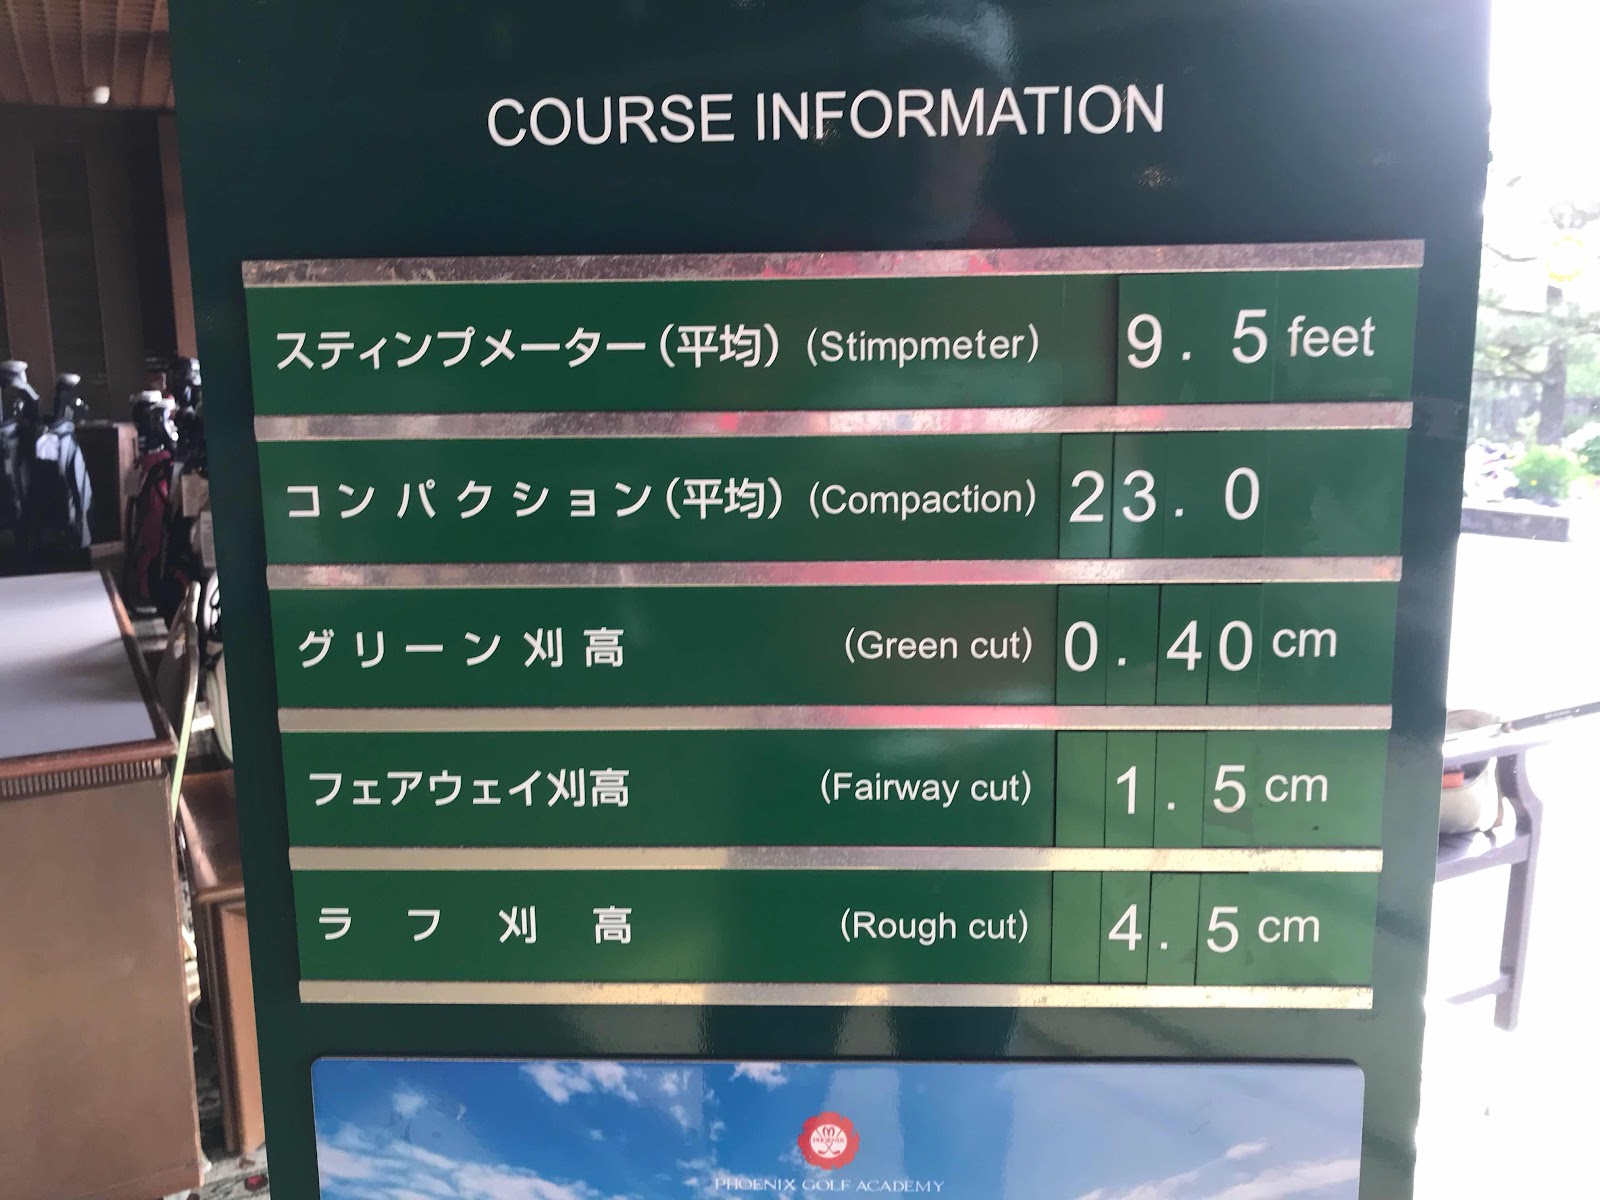 COURSE INFORMATION
スティンプメーター(平均) (Stimpmeter) 9.5 feet
コンパクション(平均) (Compaction) 23.0
グリーン刈高 (Green cut) 0.40 cm
フェアウェイ刈高 (Fairway cut) 1.5 cm
ラフ刈高 (Rough cut) 4.5 cm
PHOENIX
PHOENIX GOLF ACADEMY